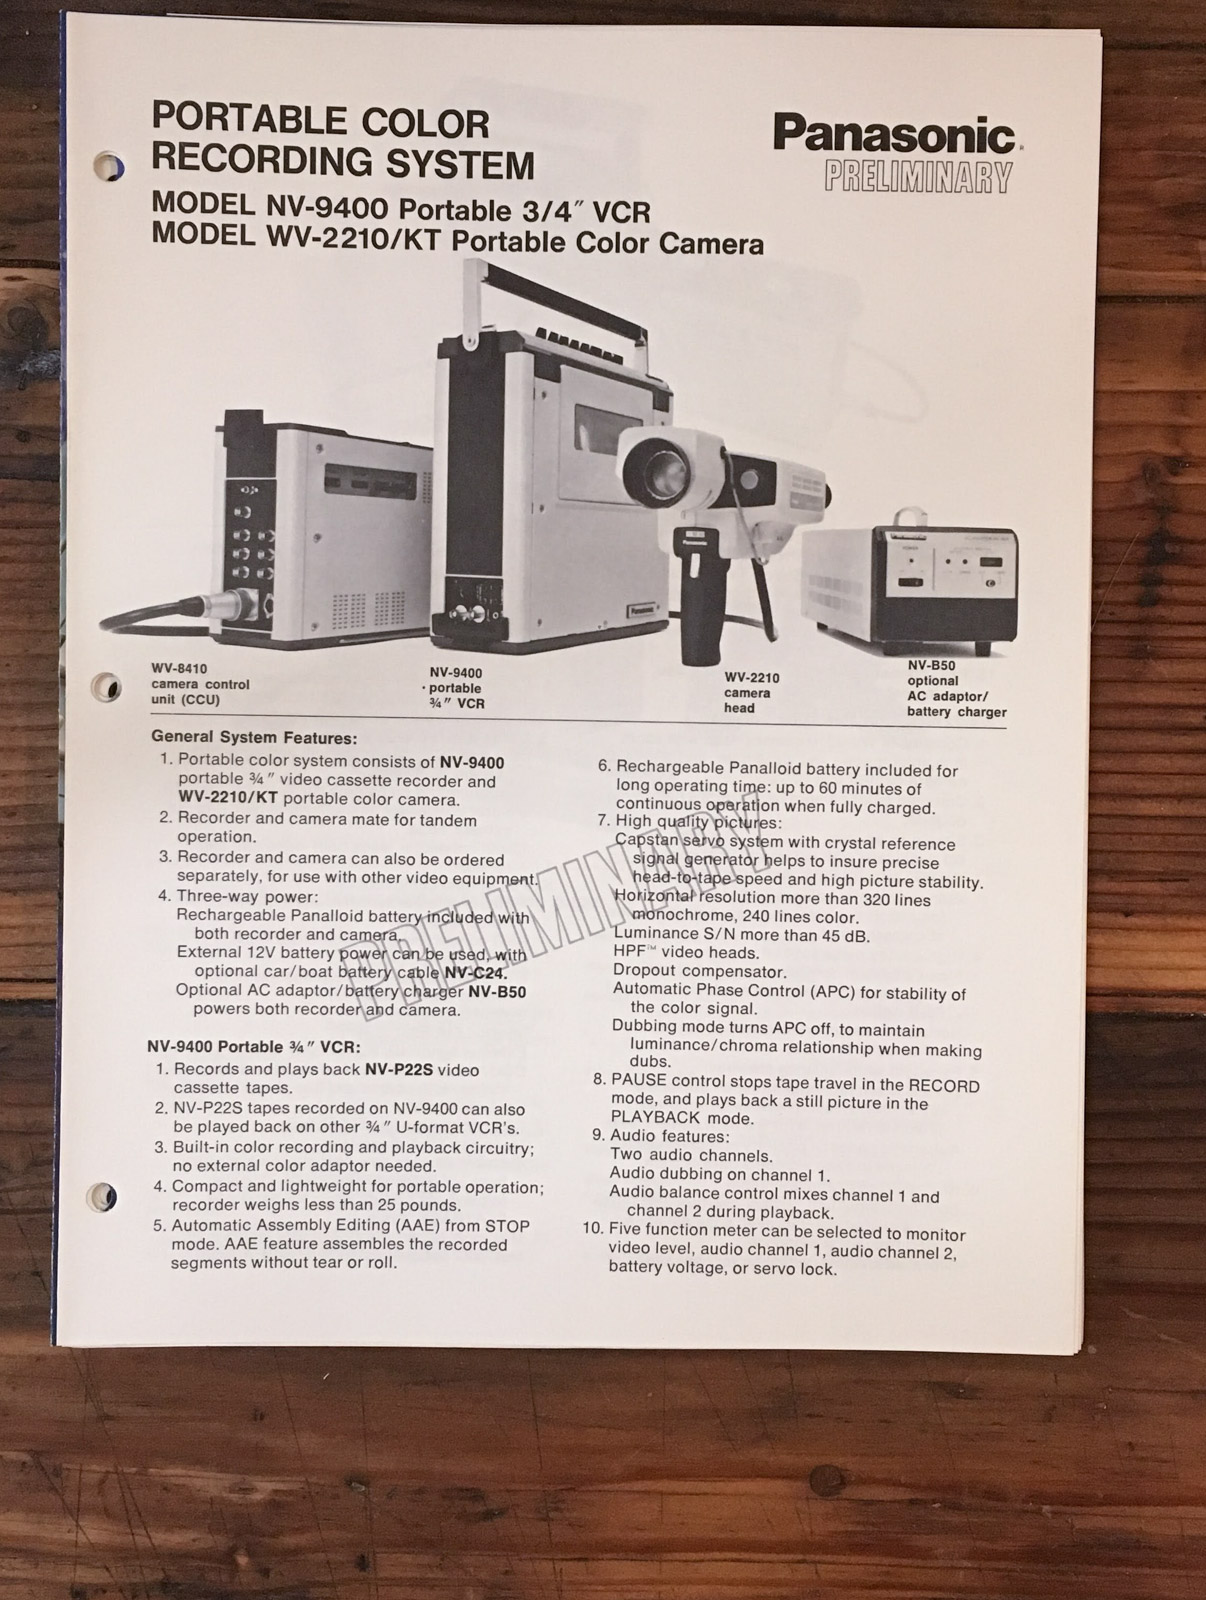 PORTABLE COLOR
RECORDING SYSTEM
MODEL NV-9400 Portable 3/4″ VCR
MODEL WV-2210/KT Portable Color Camera
Panasonic®
PRELIMINARY
Panasonic
Panasonic
Panasonic
POWER
WV-8410
camera control
unit (CCU)
NV-9400
portable
¾″ VCR
WV-2210
camera
head
NV-B50
optional
AC adaptor/
battery charger
General System Features:
1. Portable color system consists of NV-9400
portable ¾″ video cassette recorder and
WV-2210/KT portable color camera.
2. Recorder and camera mate for tandem
operation.
3. Recorder and camera can also be ordered
separately, for use with other video equipment.
4. Three-way power:
Rechargeable Panalloid battery included with
both recorder and camera.
External 12V battery power can be used, with
optional car/boat battery cable NV-C24.
Optional AC adaptor/battery charger NV-B50
powers both recorder and camera.
NV-9400 Portable ¾″ VCR:
1. Records and plays back NV-P22S video
cassette tapes.
2. NV-P22S tapes recorded on NV-9400 can also
be played back on other ¾″ U-format VCR's.
3. Built-in color recording and playback circuitry;
no external color adaptor needed.
4. Compact and lightweight for portable operation;
recorder weighs less than 25 pounds.
5. Automatic Assembly Editing (AAE) from STOP
mode. AAE feature assembles the recorded
segments without tear or roll.
6. Rechargeable Panalloid battery included for
long operating time: up to 60 minutes of
continuous operation when fully charged.
7. High quality pictures:
Capstan servo system with crystal reference
signal generator helps to insure precise
head-to-tape speed and high picture stability.
Horizontal resolution more than 320 lines
monochrome, 240 lines color.
Luminance S/N more than 45 dB.
HPF™ video heads.
Dropout compensator.
Automatic Phase Control (APC) for stability of
the color signal.
Dubbing mode turns APC off, to maintain
luminance/chroma relationship when making
dubs.
8. PAUSE control stops tape travel in the RECORD
mode, and plays back a still picture in the
PLAYBACK mode.
9. Audio features:
Two audio channels.
Audio dubbing on channel 1.
Audio balance control mixes channel 1 and
channel 2 during playback.
10. Five function meter can be selected to monitor
video level, audio channel 1, audio channel 2,
battery voltage, or servo lock.
PRELIMINARY